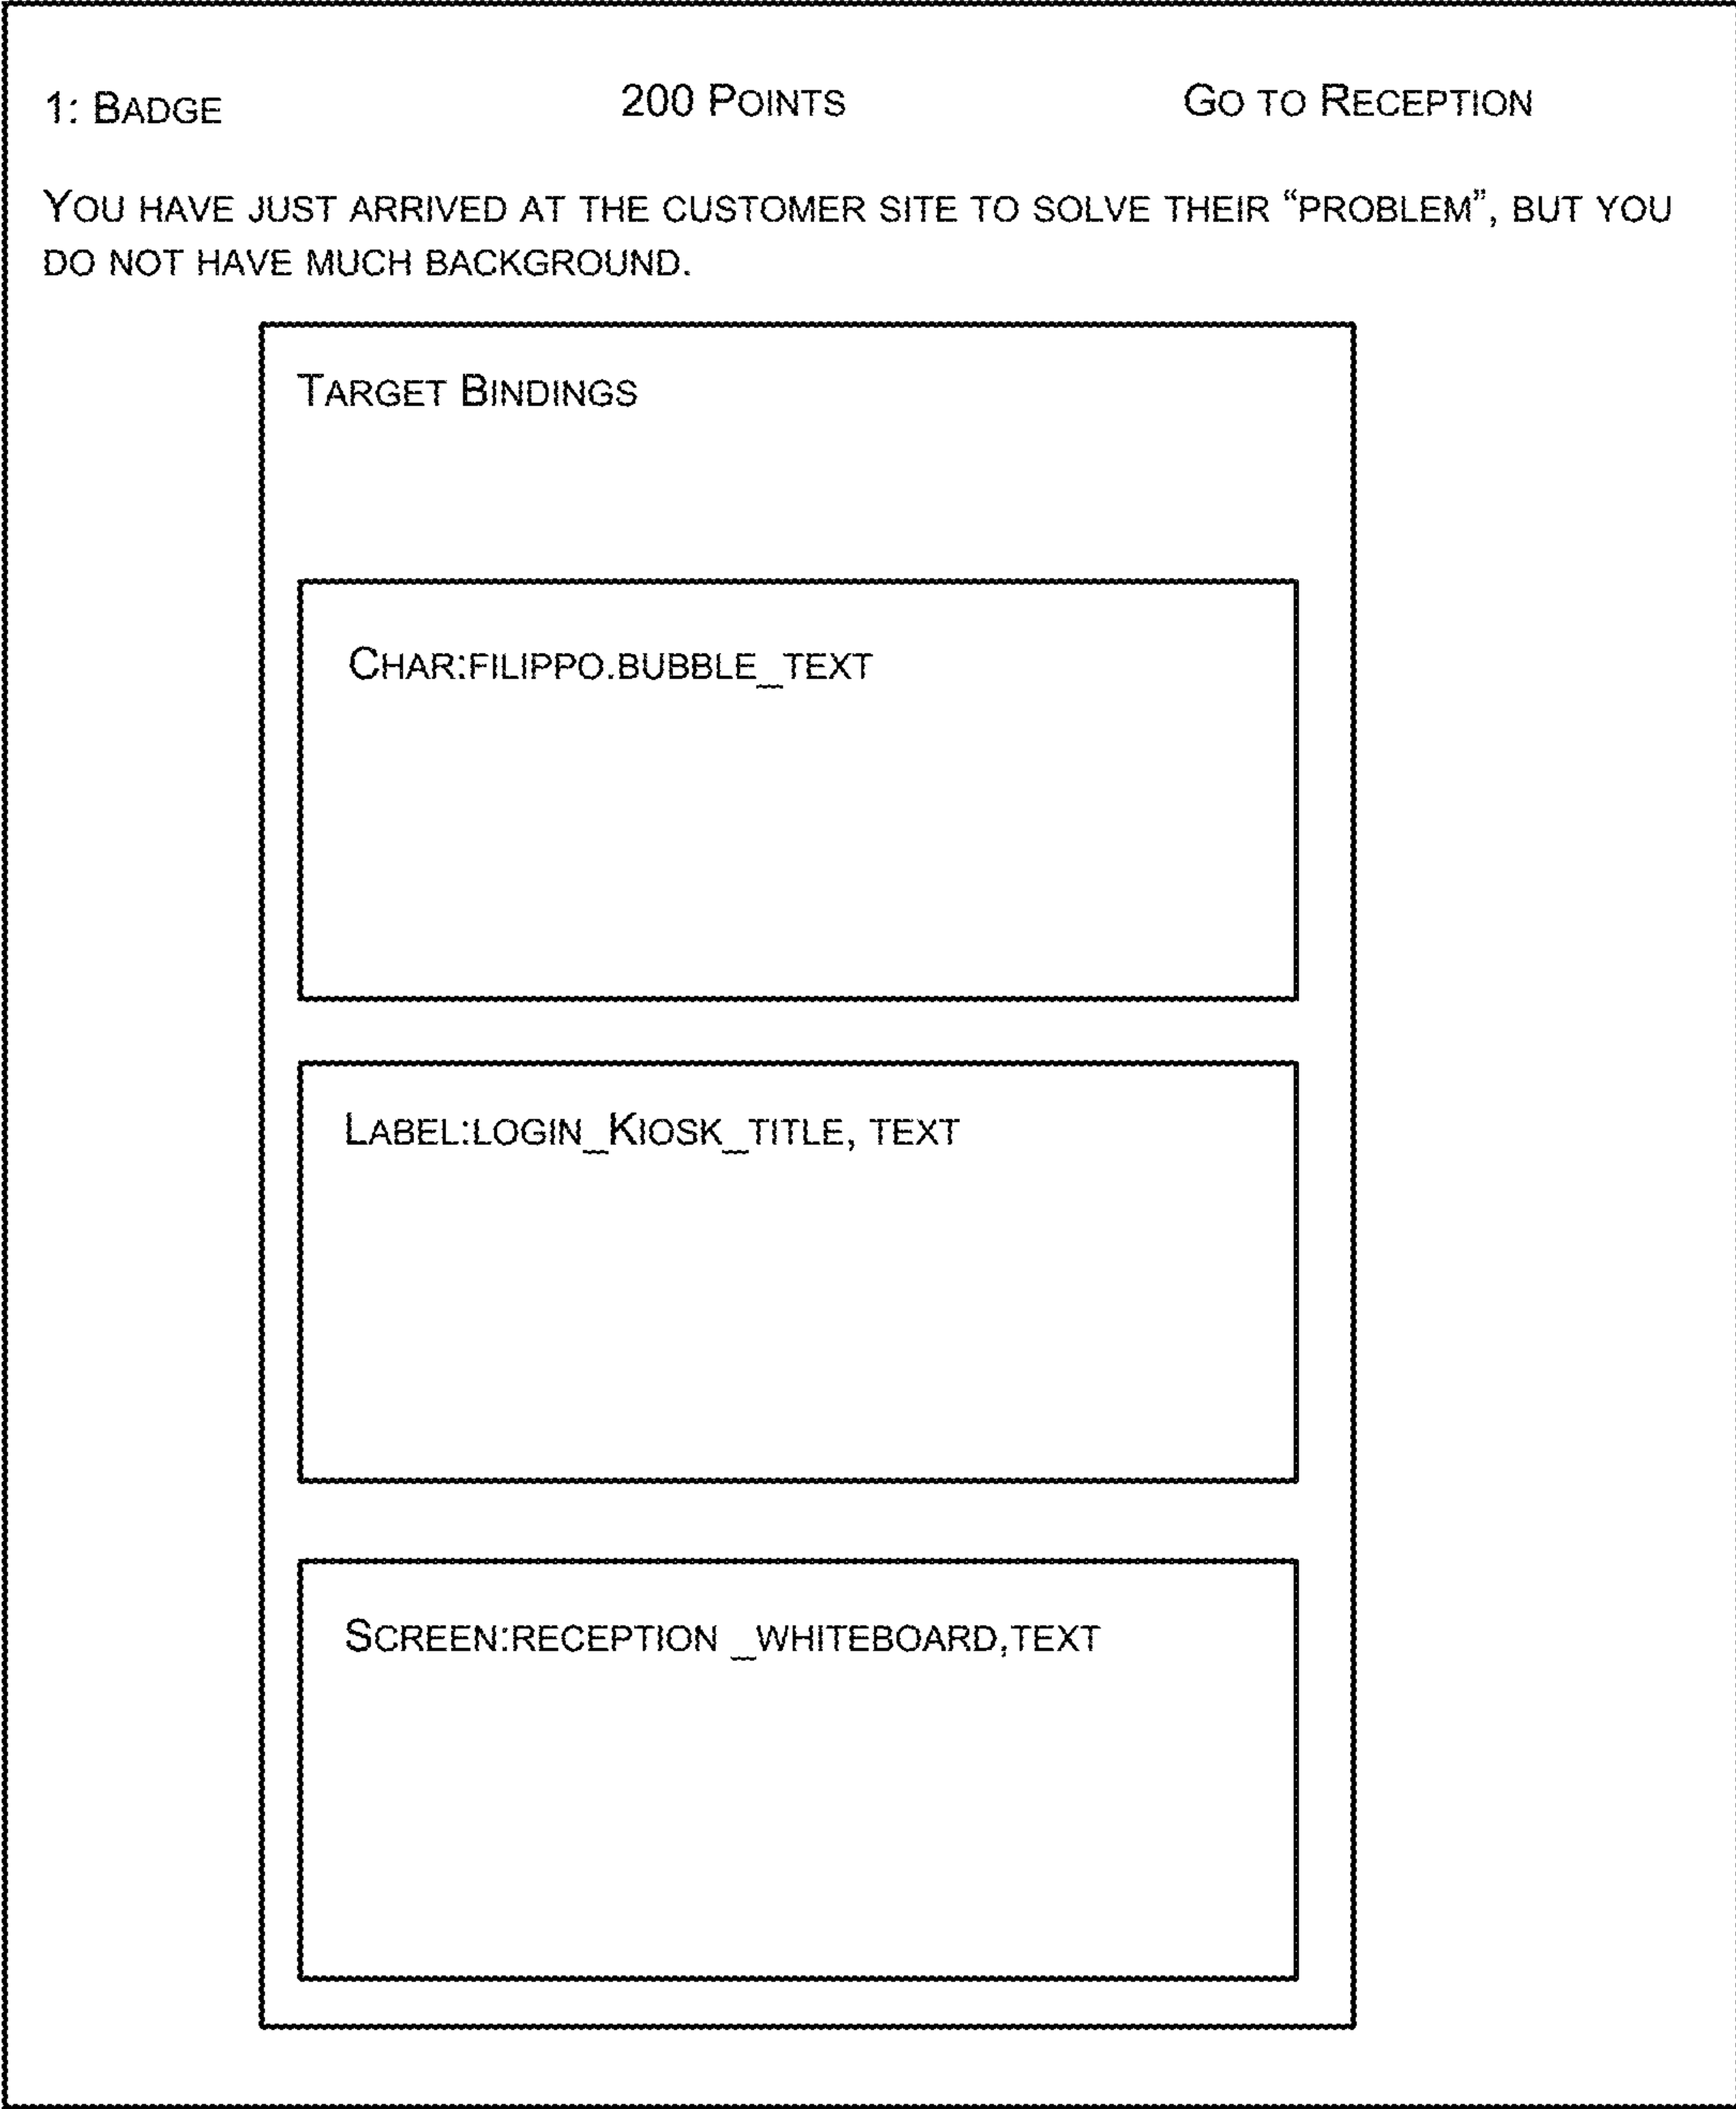 1: Badge 200 Points Go to Reception
You have just arrived at the customer site to solve their “problem”, but you
do not have much background.
Target Bindings
Char:filippo.bubble_text
Label:login_Kiosk_title, text
Screen:reception _whiteboard,text